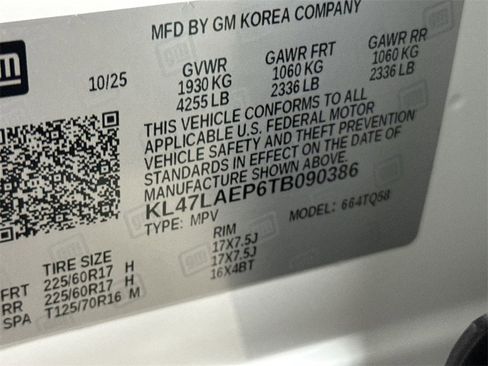 MFD BY GM KOREA COMPANY
gm
10/25
GVWR
1930 KG
4255 LB
GAWR FRT
1060 KG
2336 LB
GAWR RR
1060 KG
2336 LB
THIS VEHICLE CONFORMS TO ALL
APPLICABLE U.S. FEDERAL MOTOR
VEHICLE SAFETY AND THEFT PREVENTION
STANDARDS IN EFFECT ON THE DATE OF
MANUFACTURE SHOWN ABOVE.
KL47LAEP6TB090386
TYPE: MPV
MODEL: 664TQ58
TIRE SIZE
RIM
FRT 225/60R17 H 17X7.5J
RR 225/60R17 H 17X7.5J
SPA T125/70R16 M 16X4BT